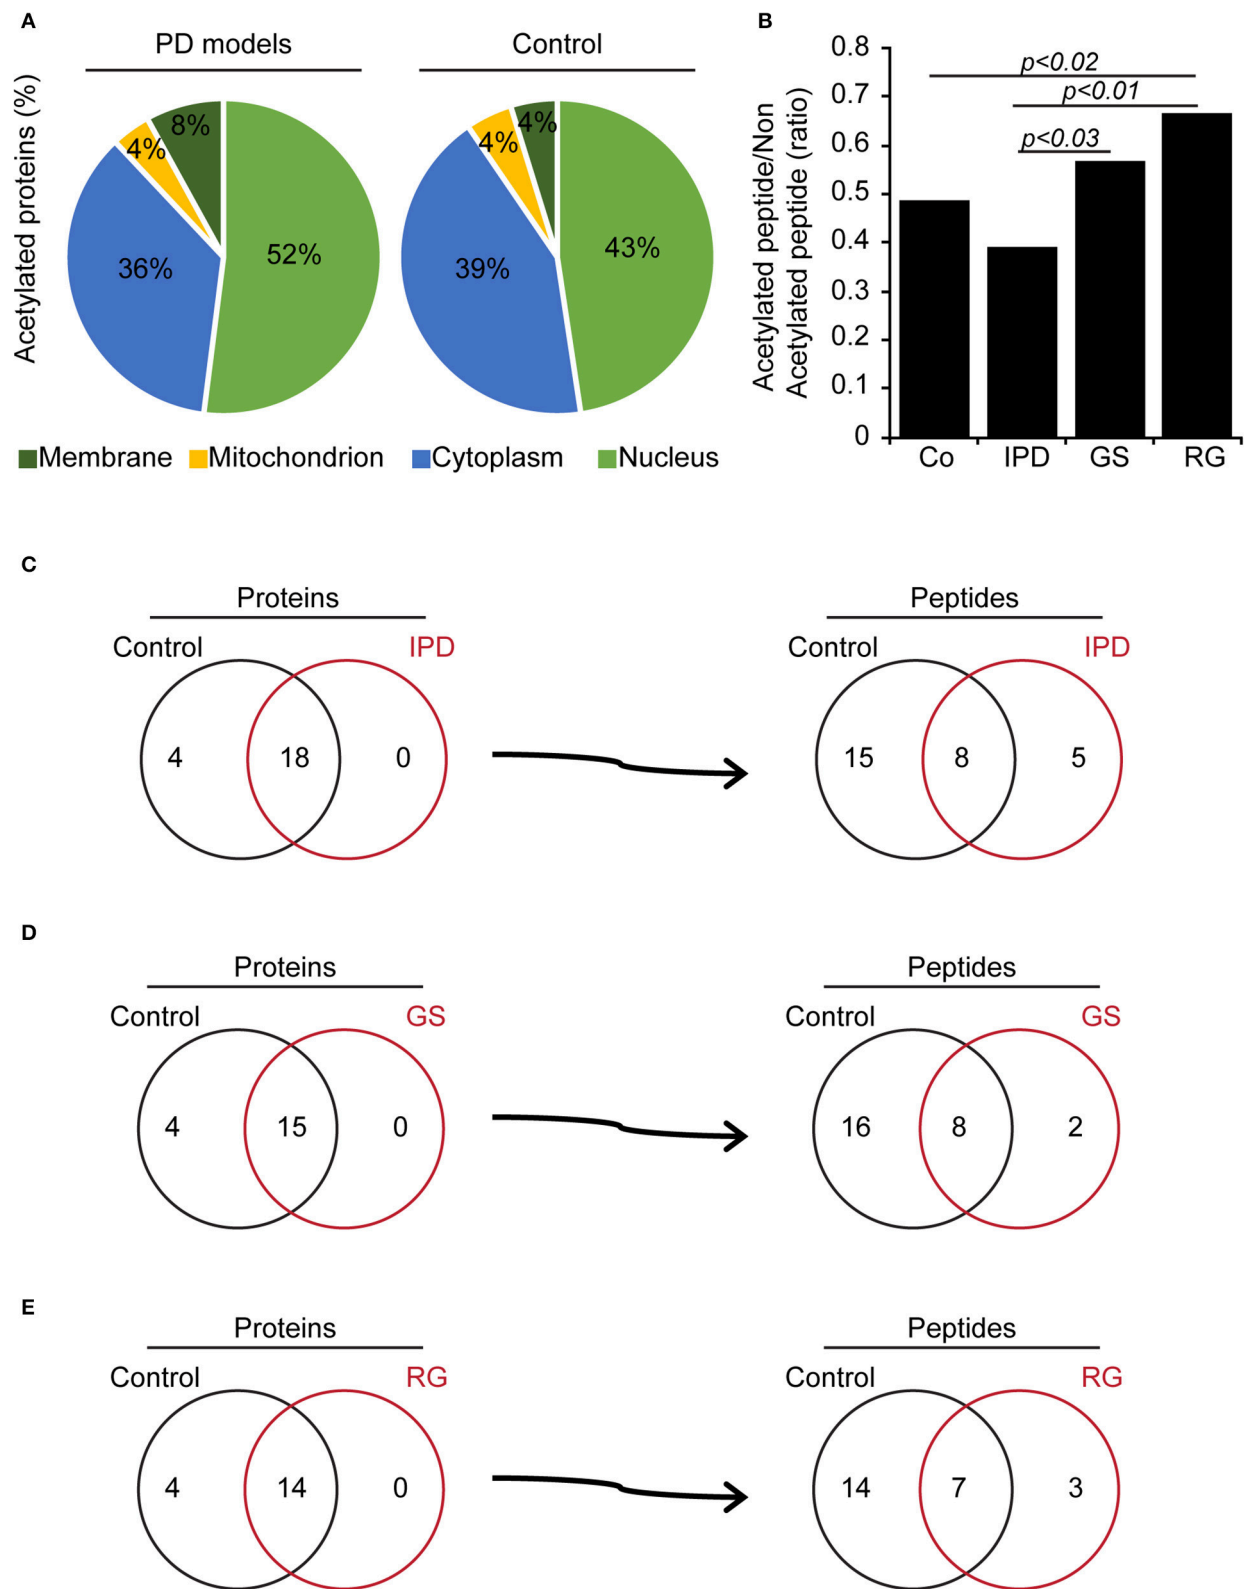 A
PD models
Control
Acetylated proteins (%)
8%
4%
36%
52%
4%
4%
39%
43%
Membrane
Mitochondrion
Cytoplasm
Nucleus
B
Acetylated peptide/Non
Acetylated peptide (ratio)
0.8
0.7
0.6
0.5
0.4
0.3
0.2
0.1
0
p<0.02
p<0.01
p<0.03
Co
IPD
GS
RG
C
Proteins
Control
IPD
4
18
0
Peptides
Control
IPD
15
8
5
D
Proteins
Control
GS
4
15
0
Peptides
Control
GS
16
8
2
E
Proteins
Control
RG
4
14
0
Peptides
Control
RG
14
7
3